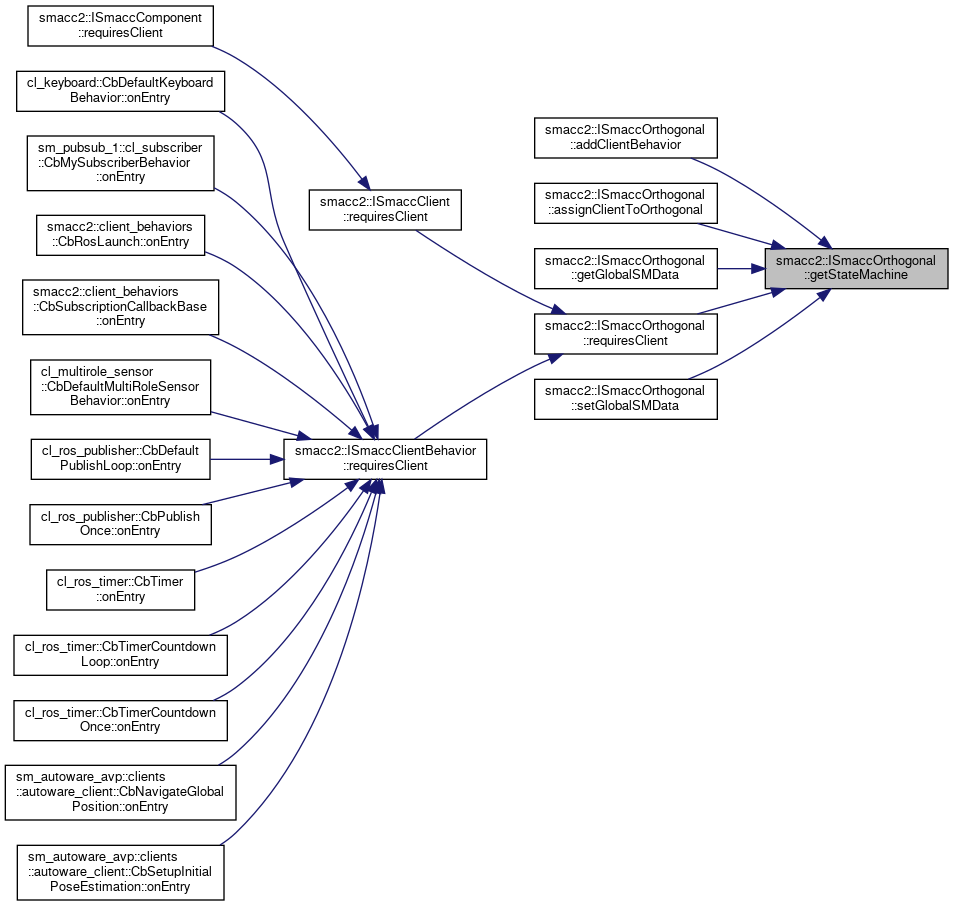 smacc2::ISmaccComponent
::requiresClient
cl_keyboard::CbDefaultKeyboard
Behavior::onEntry
sm_pubsub_1::cl_subscriber
::CbMySubscriberBehavior
::onEntry
smacc2::client_behaviors
::CbRosLaunch::onEntry
smacc2::client_behaviors
::CbSubscriptionCallbackBase
::onEntry
cl_multirole_sensor
::CbDefaultMultiRoleSensor
Behavior::onEntry
cl_ros_publisher::CbDefault
PublishLoop::onEntry
cl_ros_publisher::CbPublish
Once::onEntry
cl_ros_timer::CbTimer
::onEntry
cl_ros_timer::CbTimerCountdown
Loop::onEntry
cl_ros_timer::CbTimerCountdown
Once::onEntry
sm_autoware_avp::clients
::autoware_client::CbNavigateGlobal
Position::onEntry
sm_autoware_avp::clients
::autoware_client::CbSetupInitial
PoseEstimation::onEntry
smacc2::ISmaccClient
::requiresClient
smacc2::ISmaccClientBehavior
::requiresClient
smacc2::ISmaccOrthogonal
::addClientBehavior
smacc2::ISmaccOrthogonal
::assignClientToOrthogonal
smacc2::ISmaccOrthogonal
::getGlobalSMData
smacc2::ISmaccOrthogonal
::requiresClient
smacc2::ISmaccOrthogonal
::setGlobalSMData
smacc2::ISmaccOrthogonal
::getStateMachine